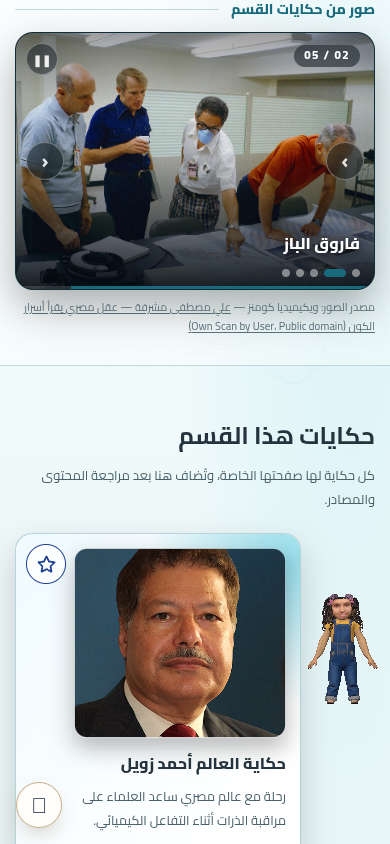 صور من حكايات القسم
05 / 02
فاروق الباز
مصدر الصور: ويكيميديا كومنز — علي مصطفى مشرفة — عقل مصري يقرأ أسرار
الكون (Own Scan by User، Public domain)
حكايات هذا القسم
كل حكاية لها صفحتها الخاصة، وتُضاف هنا بعد مراجعة المحتوى
والمصادر.
حكاية العالم أحمد زويل
رحلة مع عالم مصري ساعد العلماء على
مراقبة الذرات أثناء التفاعل الكيميائي.